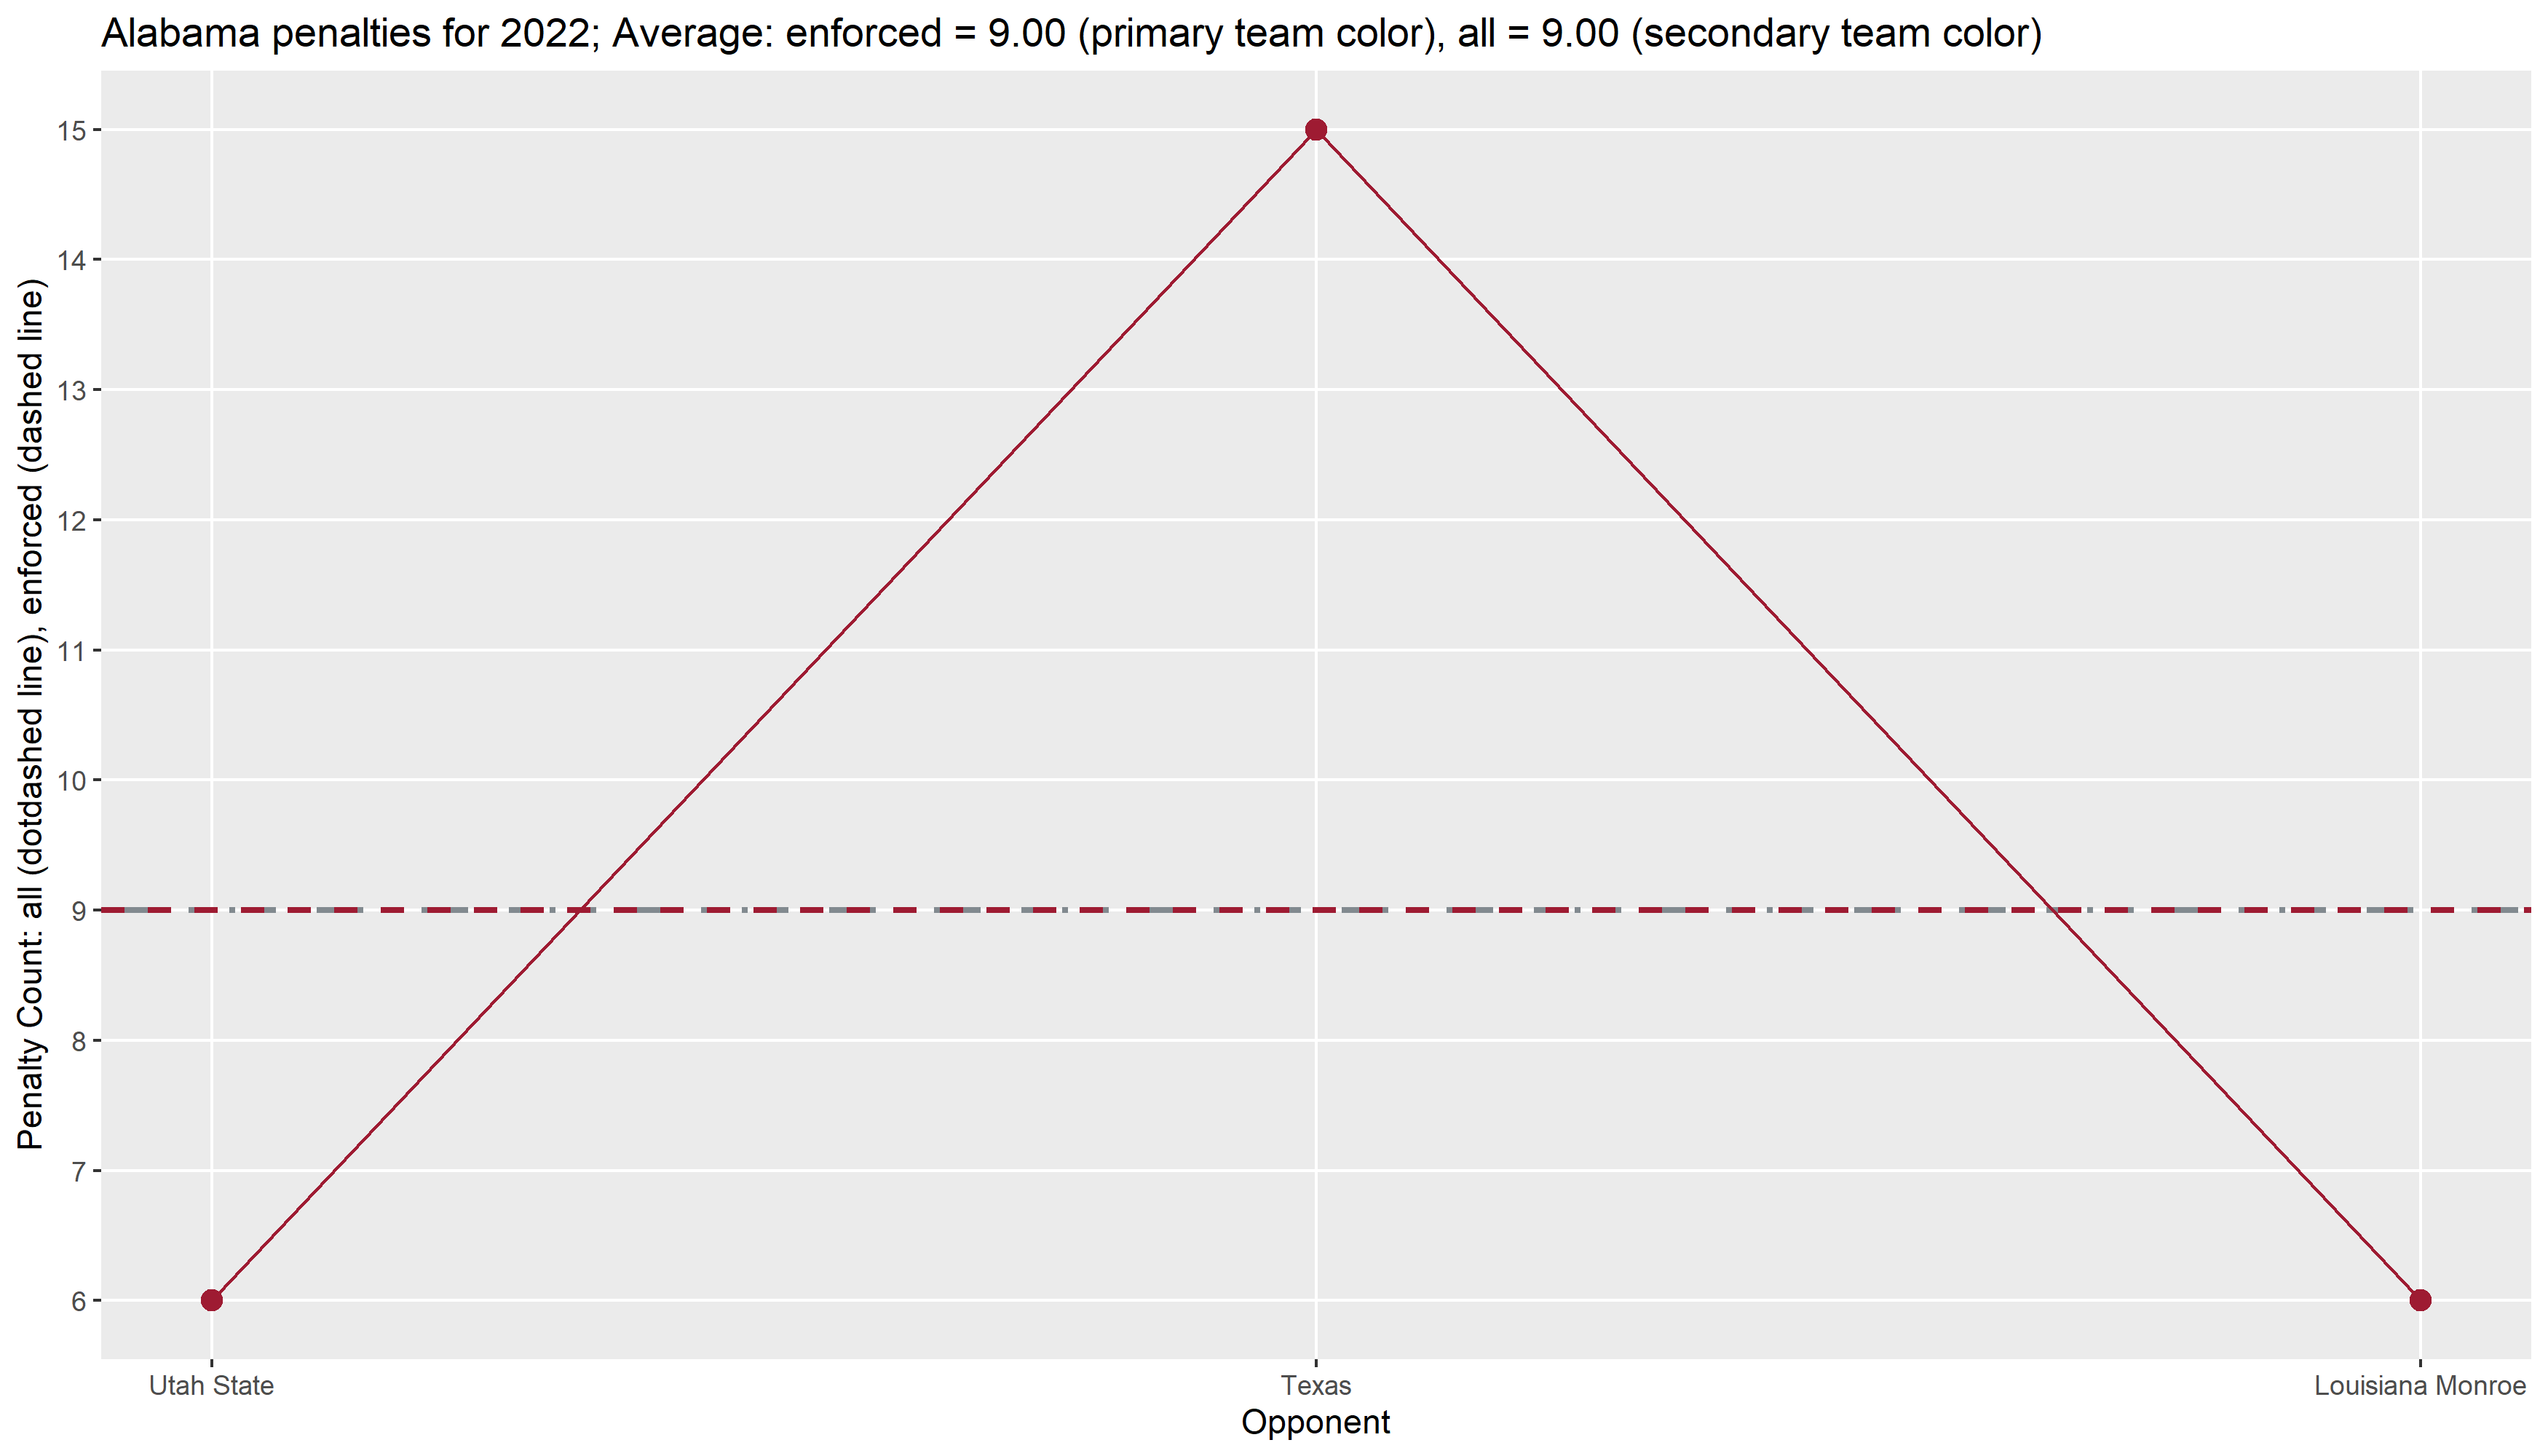 Alabama penalties for 2022; Average: enforced = 9.00 (primary team color), all = 9.00 (secondary team color)
Penalty Count: all (dotdashed line), enforced (dashed line)
15
14
13
12
11
10
9
8
7
6
Utah State
Texas
Louisiana Monroe
Opponent